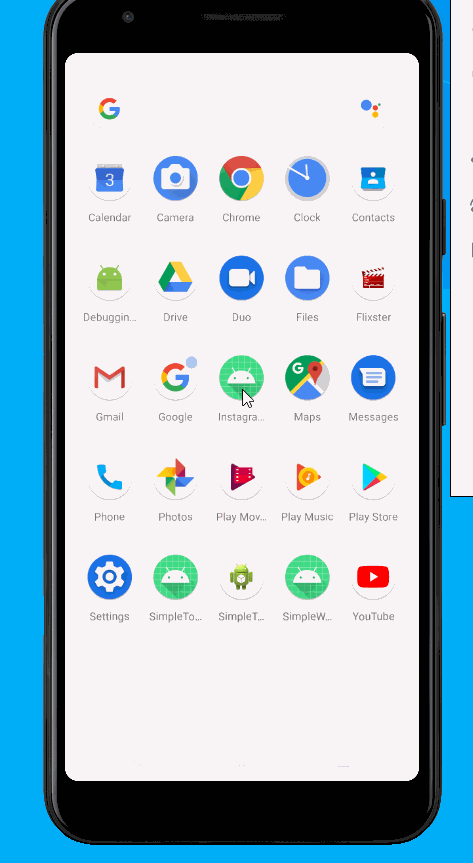 G
3
Calendar Camera Chrome Clock Contacts
Debuggin... Drive Duo Files Flixster
G
Gmail Google Instagra... Maps Messages
Phone Photos Play Mov... Play Music Play Store
Settings SimpleTo... SimpleT... SimpleW... YouTube